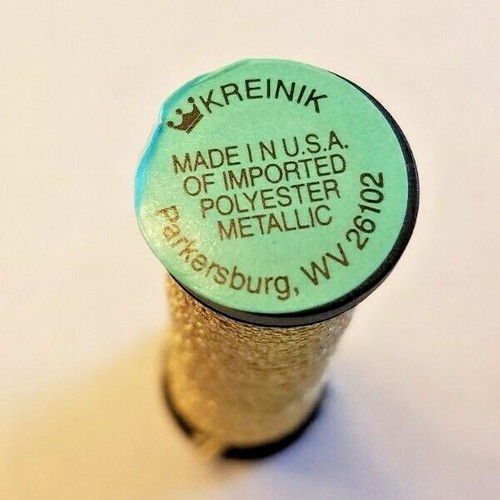 KREINIK
MADE IN U.S.A.
OF IMPORTED
POLYESTER
METALLIC
Parkersburg, WV 26102